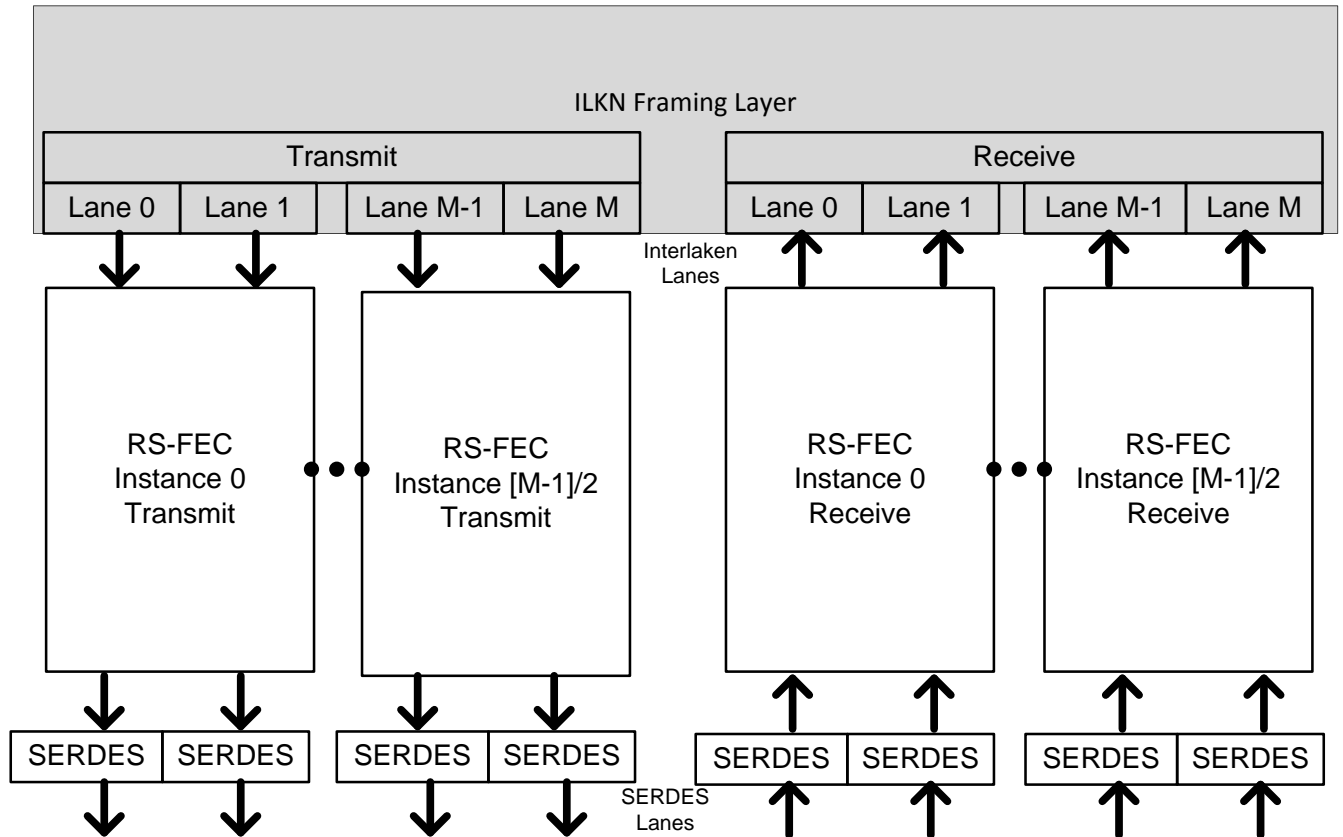 ILKN Framing Layer
Transmit
Receive
Lane 0
Lane 1
Lane M-1
Lane M
Lane 0
Lane 1
Lane M-1
Lane M
Interlaken
Lanes
RS-FEC
Instance 0
Transmit
RS-FEC
Instance [M-1]/2
Transmit
RS-FEC
Instance 0
Receive
RS-FEC
Instance [M-1]/2
Receive
SERDES
SERDES
SERDES
SERDES
SERDES
SERDES
SERDES
SERDES
SERDES
Lanes